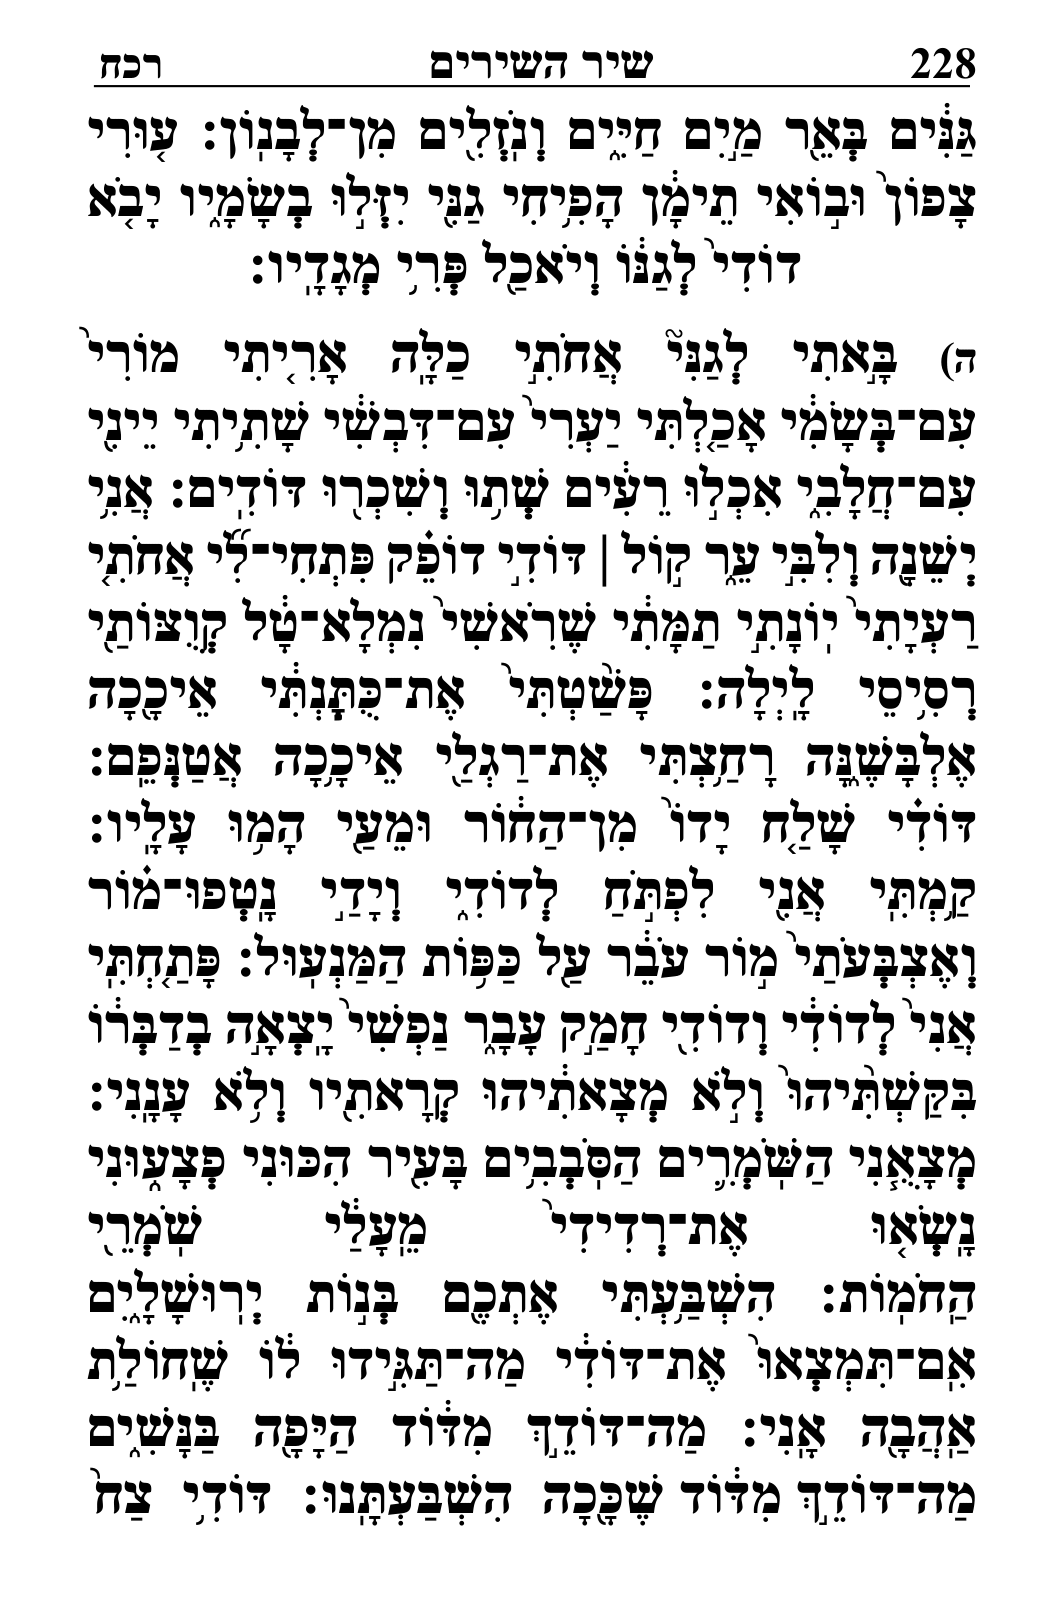 228 שיר השירים רכח
גַּנִּ֔ים בְּאֵ֖ר מַ֣יִם חַיִּ֑ים וְנֹזְלִ֖ים מִן־לְבָנֽוֹן׃ ע֤וּרִי
צָפוֹן֙ וּב֣וֹאִי תֵימָ֔ן הָפִ֥יחִי גַנִּ֖י יִזְּל֣וּ בְשָׂמָ֑יו יָבֹ֤א
דוֹדִי֙ לְגַנּ֔וֹ וְיֹאכַ֖ל פְּרִ֥י מְגָדָֽיו׃
ה) בָּ֣אתִי לְגַנִּי֮ אֲחֹתִ֣י כַלָּה֒ אָרִ֤יתִי מוֹרִי֙
עִם־בְּשָׂמִ֔י אָכַ֤לְתִּי יַעְרִי֙ עִם־דִּבְשִׁ֔י שָׁתִ֥יתִי יֵינִ֖י
עִם־חֲלָבִ֑י אִכְל֣וּ רֵעִ֔ים שְׁת֥וּ וְשִׁכְר֖וּ דּוֹדִֽים׃ אֲנִ֥י
יְשֵׁנָ֖ה וְלִבִּ֣י עֵ֑ר ק֣וֹל | דּוֹדִ֣י דוֹפֵ֗ק פִּתְחִי־לִ֞י אֲחֹתִ֤י
רַעְיָתִי֙ יוֹנָתִ֣י תַמָּתִ֔י שֶׁרֹאשִׁי֙ נִמְלָא־טָ֔ל קְוֻצּוֹתַ֖י
רְסִ֥יסֵי לָֽיְלָה׃ פָּשַׁ֙טְתִּי֙ אֶת־כֻּתָּנְתִּ֔י אֵיכָ֖כָה
אֶלְבָּשֶׁ֑נָּה רָחַ֥צְתִּי אֶת־רַגְלַ֖י אֵיכָ֥כָה אֲטַנְּפֵֽם׃
דּוֹדִ֗י שָׁלַ֤ח יָדוֹ֙ מִן־הַח֔וֹר וּמֵעַ֖י הָמ֥וּ עָלָֽיו׃
קַ֥מְתִּֽי אֲנִ֖י לִפְתֹּ֣חַ לְדוֹדִ֑י וְיָדַ֣י נָֽטְפוּ־מ֗וֹר
וְאֶצְבְּעֹתַי֙ מ֣וֹר עֹבֵ֔ר עַ֖ל כַּפּ֥וֹת הַמַּנְעֽוּל׃ פָּתַ֤חְתִּֽי
אֲנִי֙ לְדוֹדִ֔י וְדוֹדִ֖י חָמַ֣ק עָבָ֑ר נַפְשִׁי֙ יָֽצְאָ֣ה בְדַבְּר֔וֹ
בִּקַּשְׁתִּ֙יהוּ֙ וְלֹ֣א מְצָאתִ֔יהוּ קְרָאתִ֖יו וְלֹ֥א עָנָֽנִי׃
מְצָאֻ֧נִי הַשֹּׁמְרִ֛ים הַסֹּבְבִ֥ים בָּעִ֖יר הִכּ֣וּנִי פְצָע֑וּנִי
נָשְׂא֤וּ אֶת־רְדִידִי֙ מֵֽעָלַ֔י שֹׁמְרֵ֖י
הַֽחֹמֽוֹת׃ הִשְׁבַּ֥עְתִּי אֶתְכֶ֖ם בְּנ֣וֹת יְרֽוּשָׁלִָ֑ים
אִֽם־תִּמְצְאוּ֙ אֶת־דּוֹדִ֔י מַה־תַּגִּ֣ידוּ ל֔וֹ שֶֽׁחוֹלַ֥ת
אַֽהֲבָ֖ה אָֽנִי׃ מַה־דּוֹדֵ֣ךְ מִדּ֔וֹד הַיָּפָ֖ה בַּנָּשִׁ֑ים
מַה־דּוֹדֵ֣ךְ מִדּ֔וֹד שֶׁכָּ֖כָה הִשְׁבַּעְתָּֽנוּ׃ דּוֹדִ֥י צַח֙